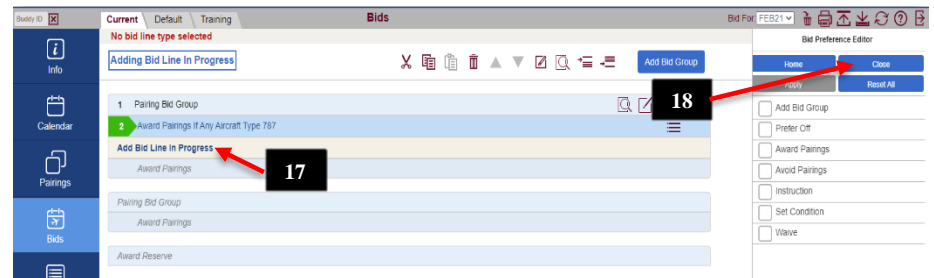 Buddy ID
Current Default Training
Bids
Bid For: FEB21
No bid line type selected
Bid Preference Editor
Info
Adding Bid Line In Progress
Add Bid Group
Home Close
Apply Reset All
18
Calendar
1 Pairing Bid Group
Add Bid Group
2 Award Pairings If Any Aircraft Type 787
Prefer Off
Add Bid Line In Progress
Award Pairings
Award Pairings
17
Avoid Pairings
Pairings
Instruction
Pairing Bid Group
Set Condition
Award Pairings
Waive
Bids
Award Reserve